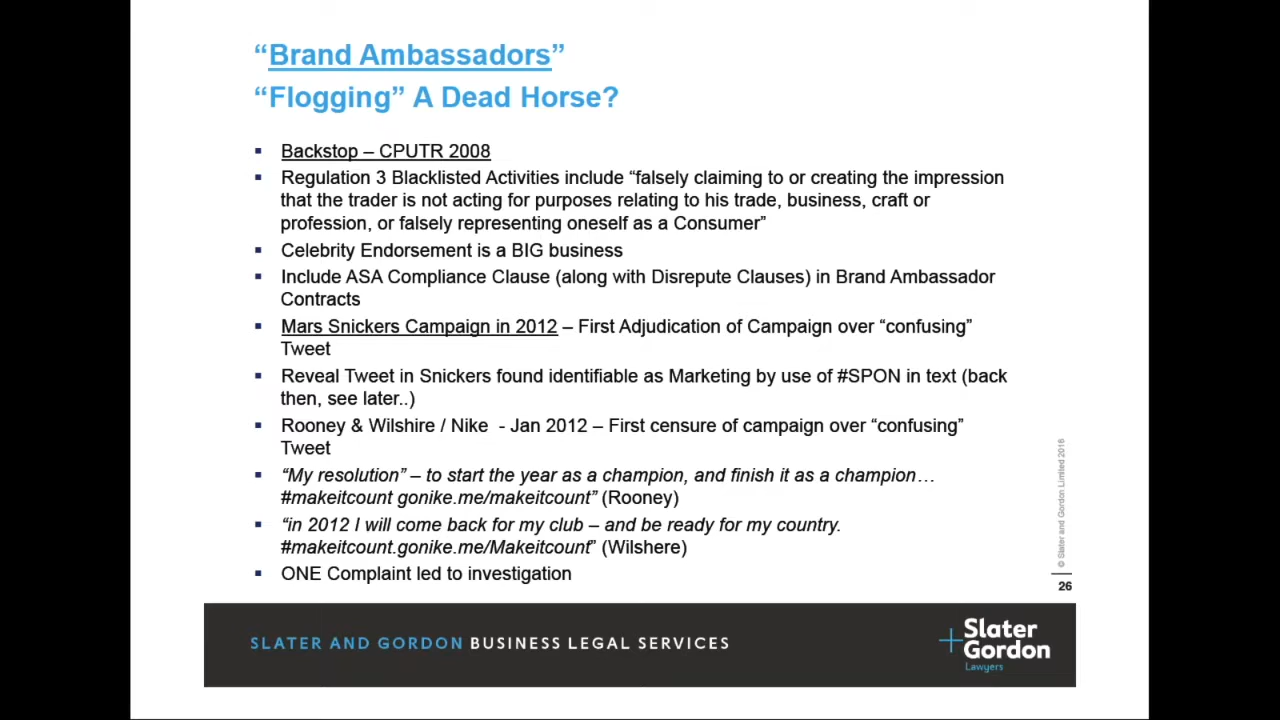 “Brand Ambassadors”
“Flogging” A Dead Horse?
▪ Backstop – CPUTR 2008
▪ Regulation 3 Blacklisted Activities include “falsely claiming to or creating the impression
that the trader is not acting for purposes relating to his trade, business, craft or
profession, or falsely representing oneself as a Consumer”
▪ Celebrity Endorsement is a BIG business
▪ Include ASA Compliance Clause (along with Disrepute Clauses) in Brand Ambassador
Contracts
▪ Mars Snickers Campaign in 2012 – First Adjudication of Campaign over “confusing”
Tweet
▪ Reveal Tweet in Snickers found identifiable as Marketing by use of #SPON in text (back
then, see later..)
▪ Rooney & Wilshire / Nike - Jan 2012 – First censure of campaign over “confusing”
Tweet
▪ “My resolution” – to start the year as a champion, and finish it as a champion…
#makeitcount gonike.me/makeitcount” (Rooney)
▪ “in 2012 I will come back for my club – and be ready for my country.
#makeitcount.gonike.me/Makeitcount” (Wilshere)
▪ ONE Complaint led to investigation
© Slater and Gordon Limited 2016
26
SLATER AND GORDON BUSINESS LEGAL SERVICES
Slater
Gordon
Lawyers